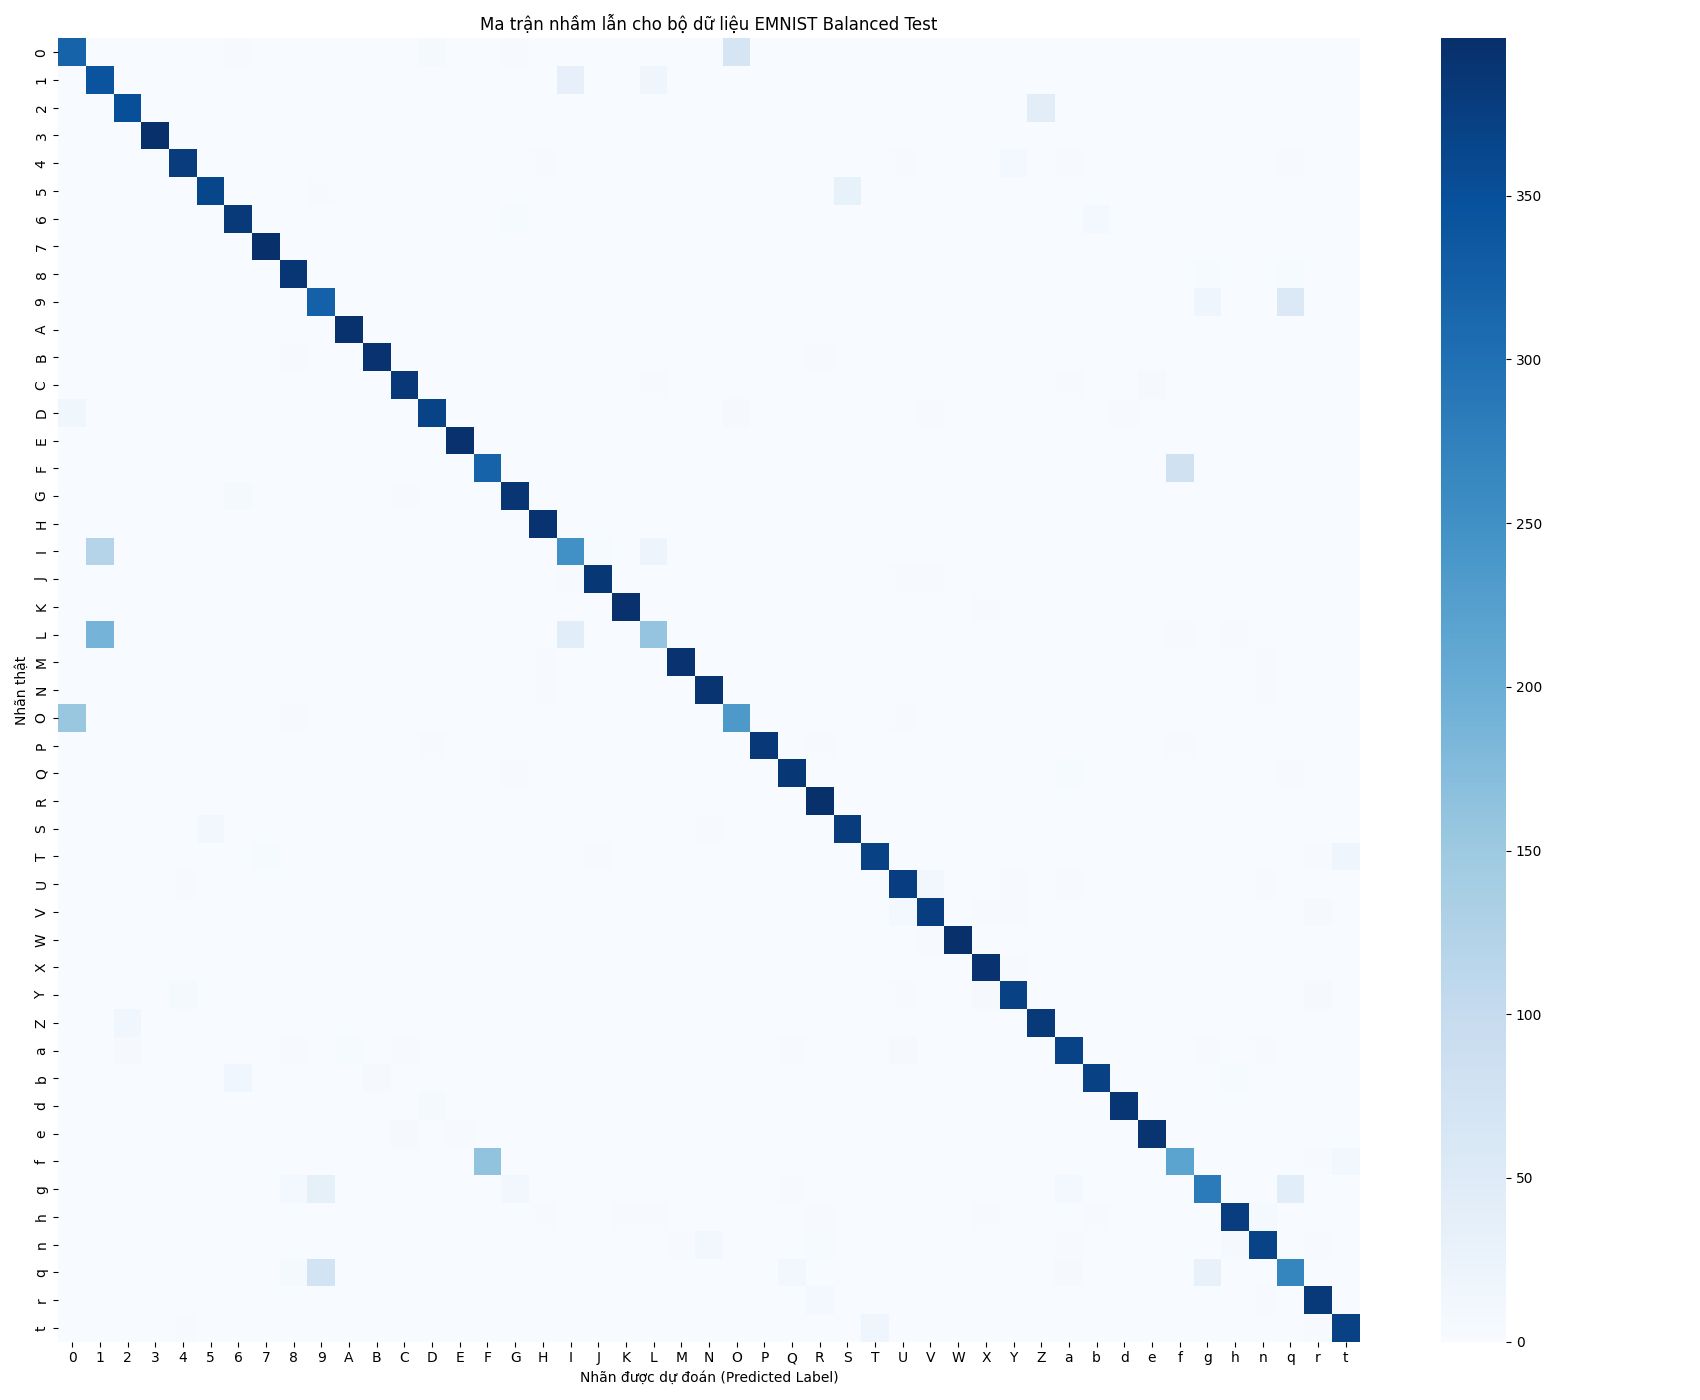 Ma trận nhầm lẫn cho bộ dữ liệu EMNIST Balanced Test
Nhãn thật
0
1
2
3
4
5
6
7
8
9
A
B
C
D
E
F
G
H
I
J
K
L
M
N
O
P
Q
R
S
T
U
V
W
X
Y
Z
a
b
d
e
f
g
h
n
q
r
t
0 1 2 3 4 5 6 7 8 9 A B C D E F G H I J K L M N O P Q R S T U V W X Y Z a b d e f g h n q r t
Nhãn được dự đoán (Predicted Label)
350
300
250
200
150
100
50
0